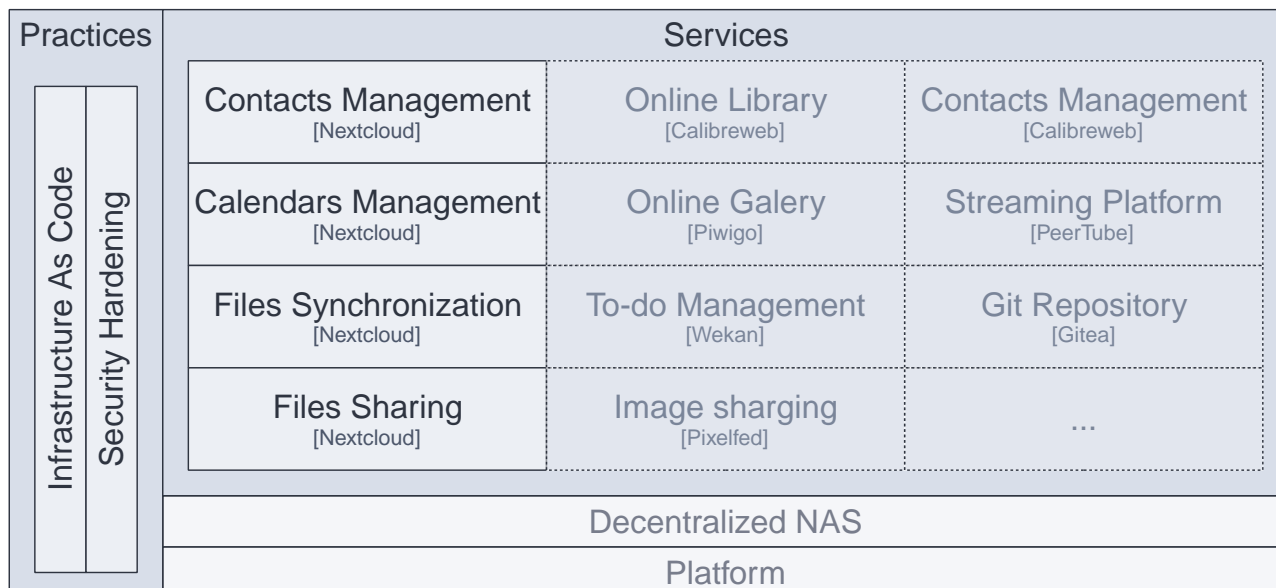 Practices
Services
Infrastructure As Code
Security Hardening
Contacts Management
[Nextcloud]
Online Library
[Calibreweb]
Contacts Management
[Calibreweb]
Calendars Management
[Nextcloud]
Online Galery
[Piwigo]
Streaming Platform
[PeerTube]
Files Synchronization
[Nextcloud]
To-do Management
[Wekan]
Git Repository
[Gitea]
Files Sharing
[Nextcloud]
Image sharging
[Pixelfed]
...
Decentralized NAS
Platform